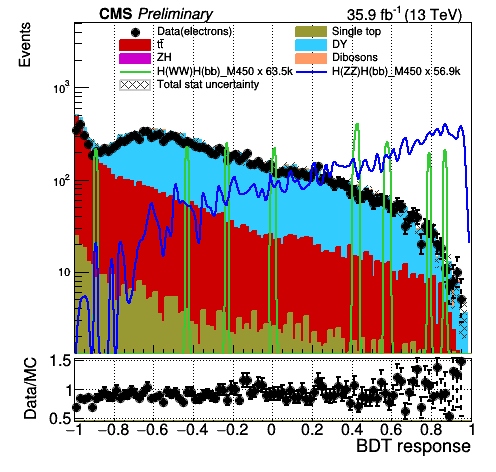 CMS Preliminary 35.9 fb⁻¹ (13 TeV)
Data(electrons) Single top
tt̄ DY
ZH Dibosons
H(WW)H(bb)_M450 x 63.5k H(ZZ)H(bb)_M450 x 56.9k
Total stat uncertainty
Events
10³
10²
10
1.5
1
0.5
Data/MC
−1 −0.8 −0.6 −0.4 −0.2 0 0.2 0.4 0.6 0.8 1
BDT response